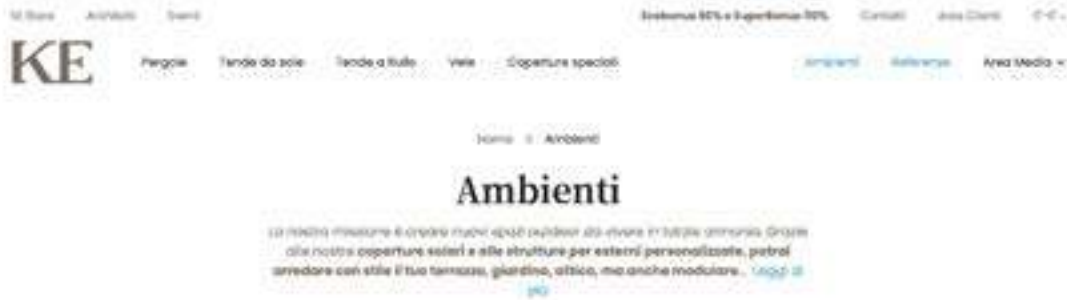 KE Store Architetti Eventi Ecobonus 50% e Superbonus 110% Contatti Area Clienti
KE Pergole Tende da sole Tende a Rullo Vele Coperture speciali Ambienti Referenze Area Media
Home Ambienti
Ambienti
La nostra missione è creare nuovi spazi outdoor da vivere in totale armonia. Grazie
alle nostre coperture solari e alle strutture per esterni personalizzate, potrai
arredare con stile il tuo terrazzo, giardino, attico, ma anche modulare... Leggi di
più